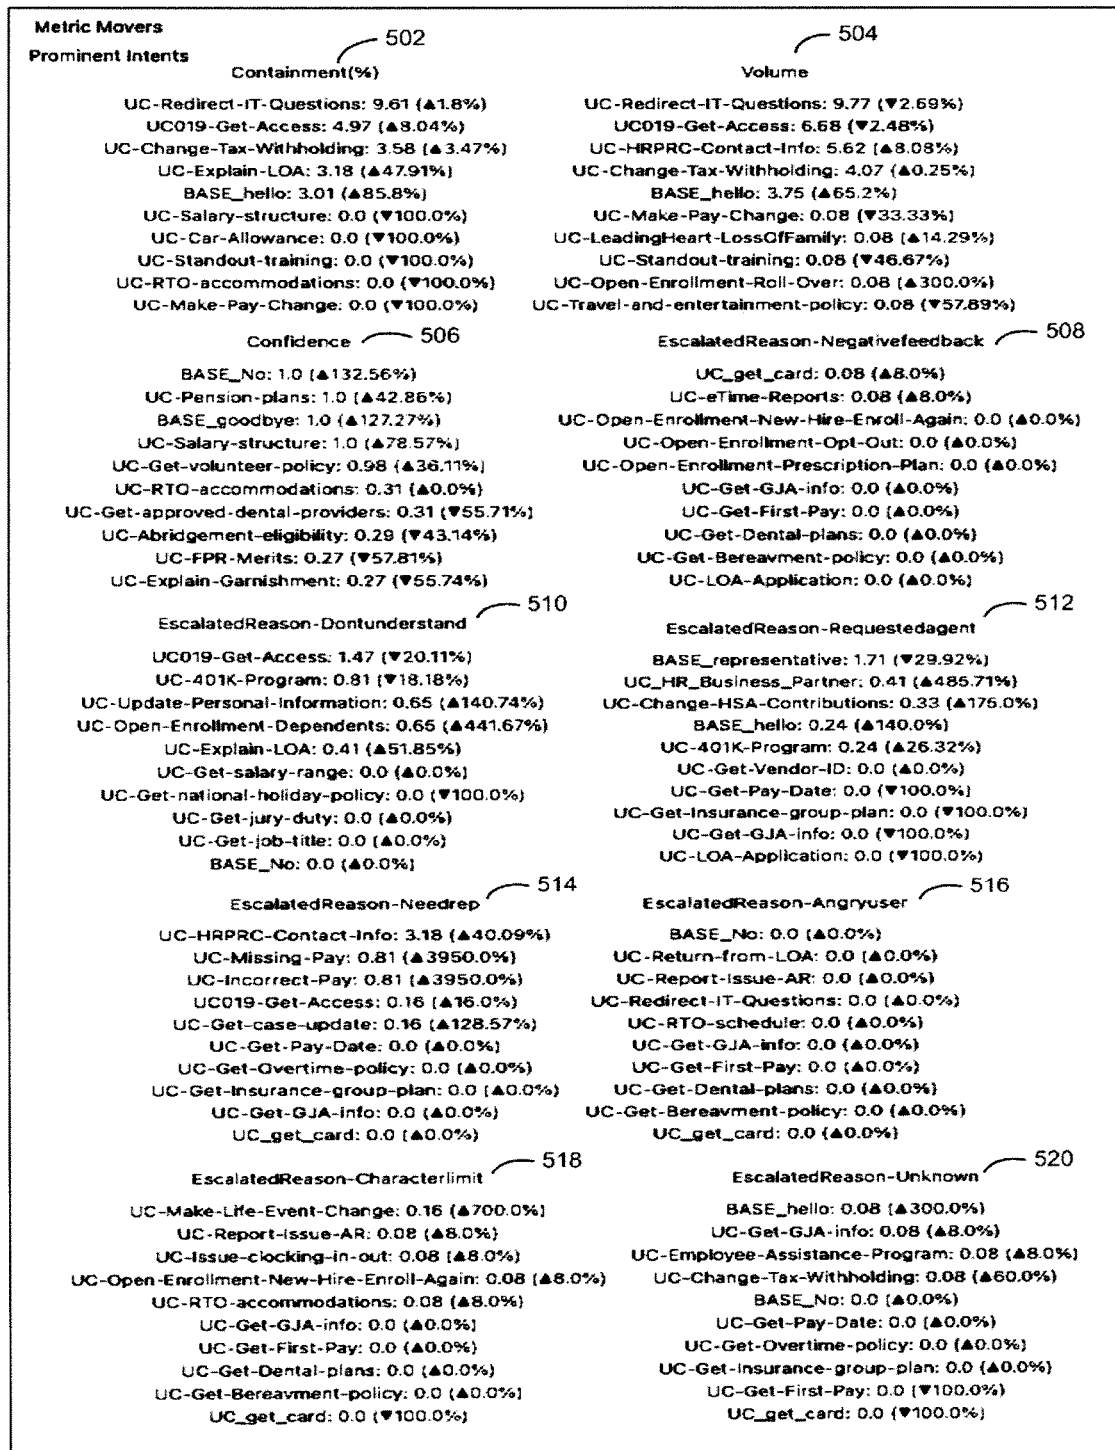 Metric Movers
Prominent Intents
502
Containment(%)
UC-Redirect-IT-Questions: 9.61 (▲1.8%)
UC019-Get-Access: 4.97 (▲8.04%)
UC-Change-Tax-Withholding: 3.58 (▲3.47%)
UC-Explain-LOA: 3.18 (▲47.91%)
BASE_hello: 3.01 (▲85.8%)
UC-Salary-structure: 0.0 (▼100.0%)
UC-Car-Allowance: 0.0 (▼100.0%)
UC-Standout-training: 0.0 (▼100.0%)
UC-RTO-accommodations: 0.0 (▼100.0%)
UC-Make-Pay-Change: 0.0 (▼100.0%)
504
Volume
UC-Redirect-IT-Questions: 9.77 (▼2.69%)
UC019-Get-Access: 6.68 (▼2.48%)
UC-HRPRC-Contact-Info: 5.62 (▲8.08%)
UC-Change-Tax-Withholding: 4.07 (▲0.25%)
BASE_hello: 3.75 (▲65.2%)
UC-Make-Pay-Change: 0.08 (▼33.33%)
UC-LeadingHeart-LossOfFamily: 0.08 (▲14.29%)
UC-Standout-training: 0.08 (▼46.67%)
UC-Open-Enrollment-Roll-Over: 0.08 (▲300.0%)
UC-Travel-and-entertainment-policy: 0.08 (▼57.89%)
Confidence 506
BASE_No: 1.0 (▲132.56%)
UC-Pension-plans: 1.0 (▲42.86%)
BASE_goodbye: 1.0 (▲127.27%)
UC-Salary-structure: 1.0 (▲78.57%)
UC-Get-volunteer-policy: 0.98 (▲36.11%)
UC-RTO-accommodations: 0.31 (▲0.0%)
UC-Get-approved-dental-providers: 0.31 (▼55.71%)
UC-Abridgement-eligibility: 0.29 (▼43.14%)
UC-FPR-Merits: 0.27 (▼57.81%)
UC-Explain-Garnishment: 0.27 (▼55.74%)
EscalatedReason-Negativefeedback 508
UC_get_card: 0.08 (▲8.0%)
UC-eTime-Reports: 0.08 (▲8.0%)
UC-Open-Enrollment-New-Hire-Enroll-Again: 0.0 (▲0.0%)
UC-Open-Enrollment-Opt-Out: 0.0 (▲0.0%)
UC-Open-Enrollment-Prescription-Plan: 0.0 (▲0.0%)
UC-Get-GJA-info: 0.0 (▲0.0%)
UC-Get-First-Pay: 0.0 (▲0.0%)
UC-Get-Dental-plans: 0.0 (▲0.0%)
UC-Get-Bereavment-policy: 0.0 (▲0.0%)
UC-LOA-Application: 0.0 (▲0.0%)
510
EscalatedReason-Dontunderstand
UC019-Get-Access: 1.47 (▼20.11%)
UC-401K-Program: 0.81 (▼18.18%)
UC-Update-Personal-Information: 0.65 (▲140.74%)
UC-Open-Enrollment-Dependents: 0.65 (▲441.67%)
UC-Explain-LOA: 0.41 (▲51.85%)
UC-Get-salary-range: 0.0 (▲0.0%)
UC-Get-national-holiday-policy: 0.0 (▼100.0%)
UC-Get-jury-duty: 0.0 (▲0.0%)
UC-Get-job-title: 0.0 (▲0.0%)
BASE_No: 0.0 (▲0.0%)
512
EscalatedReason-Requestedagent
BASE_representative: 1.71 (▼29.92%)
UC_HR_Business_Partner: 0.41 (▲485.71%)
UC-Change-HSA-Contributions: 0.33 (▲175.0%)
BASE_hello: 0.24 (▲140.0%)
UC-401K-Program: 0.24 (▲26.32%)
UC-Get-Vendor-ID: 0.0 (▲0.0%)
UC-Get-Pay-Date: 0.0 (▼100.0%)
UC-Get-Insurance-group-plan: 0.0 (▼100.0%)
UC-Get-GJA-info: 0.0 (▼100.0%)
UC-LOA-Application: 0.0 (▼100.0%)
514
EscalatedReason-Needrep
UC-HRPRC-Contact-Info: 3.18 (▲40.09%)
UC-Missing-Pay: 0.81 (▲3950.0%)
UC-Incorrect-Pay: 0.81 (▲3950.0%)
UC019-Get-Access: 0.16 (▲16.0%)
UC-Get-case-update: 0.16 (▲128.57%)
UC-Get-Pay-Date: 0.0 (▲0.0%)
UC-Get-Overtime-policy: 0.0 (▲0.0%)
UC-Get-Insurance-group-plan: 0.0 (▲0.0%)
UC-Get-GJA-info: 0.0 (▲0.0%)
UC_get_card: 0.0 (▲0.0%)
516
EscalatedReason-Angryuser
BASE_No: 0.0 (▲0.0%)
UC-Return-from-LOA: 0.0 (▲0.0%)
UC-Report-Issue-AR: 0.0 (▲0.0%)
UC-Redirect-IT-Questions: 0.0 (▲0.0%)
UC-RTO-schedule: 0.0 (▲0.0%)
UC-Get-GJA-info: 0.0 (▲0.0%)
UC-Get-First-Pay: 0.0 (▲0.0%)
UC-Get-Dental-plans: 0.0 (▲0.0%)
UC-Get-Bereavment-policy: 0.0 (▲0.0%)
UC_get_card: 0.0 (▲0.0%)
518
EscalatedReason-Characterlimit
UC-Make-Life-Event-Change: 0.16 (▲700.0%)
UC-Report-Issue-AR: 0.08 (▲8.0%)
UC-Issue-clocking-in-out: 0.08 (▲8.0%)
UC-Open-Enrollment-New-Hire-Enroll-Again: 0.08 (▲8.0%)
UC-RTO-accommodations: 0.08 (▲8.0%)
UC-Get-GJA-info: 0.0 (▲0.0%)
UC-Get-First-Pay: 0.0 (▲0.0%)
UC-Get-Dental-plans: 0.0 (▲0.0%)
UC-Get-Bereavment-policy: 0.0 (▲0.0%)
UC_get_card: 0.0 (▼100.0%)
520
EscalatedReason-Unknown
BASE_hello: 0.08 (▲300.0%)
UC-Get-GJA-info: 0.08 (▲8.0%)
UC-Employee-Assistance-Program: 0.08 (▲8.0%)
UC-Change-Tax-Withholding: 0.08 (▲60.0%)
BASE_No: 0.0 (▲0.0%)
UC-Get-Pay-Date: 0.0 (▲0.0%)
UC-Get-Overtime-policy: 0.0 (▲0.0%)
UC-Get-Insurance-group-plan: 0.0 (▲0.0%)
UC-Get-First-Pay: 0.0 (▼100.0%)
UC_get_card: 0.0 (▼100.0%)